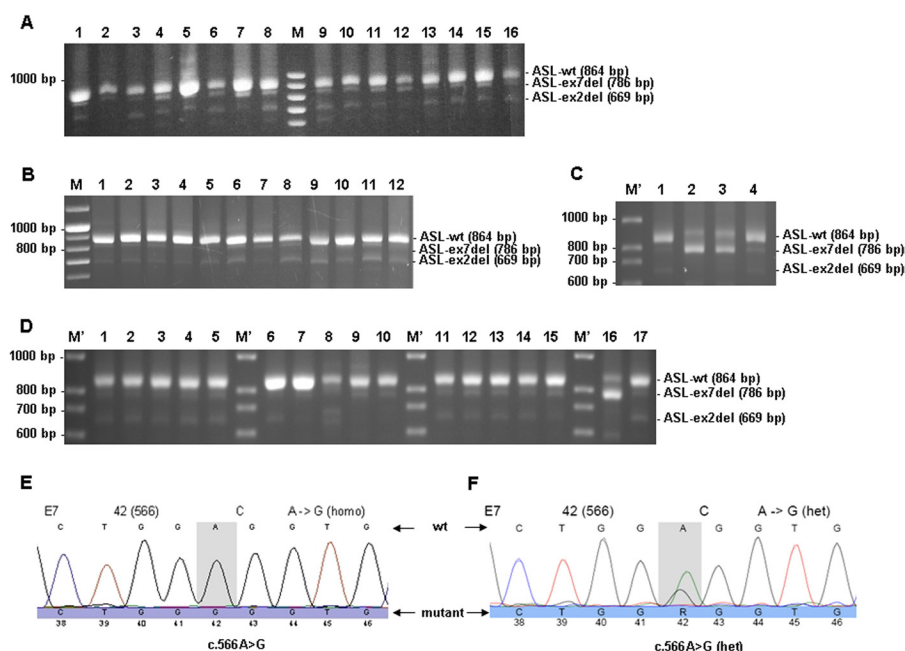 A
1 2 3 4 5 6 7 8 M 9 10 11 12 13 14 15 16
1000 bp
ASL-wt (864 bp)
ASL-ex7del (786 bp)
ASL-ex2del (669 bp)
B
M 1 2 3 4 5 6 7 8 9 10 11 12
1000 bp
800 bp
ASL-wt (864 bp)
ASL-ex7del (786 bp)
ASL-ex2del (669 bp)
C
M' 1 2 3 4
1000 bp
800 bp
700 bp
600 bp
ASL-wt (864 bp)
ASL-ex7del (786 bp)
ASL-ex2del (669 bp)
D
M' 1 2 3 4 5 M' 6 7 8 9 10 M' 11 12 13 14 15 M' 16 17
1000 bp
800 bp
700 bp
600 bp
ASL-wt (864 bp)
ASL-ex7del (786 bp)
ASL-ex2del (669 bp)
E
E7 42 (566) C A -> G (homo)
C T G G A G G T G
wt
C T G G G G G T G
mutant
38 39 40 41 42 43 44 45 46
c.566A>G
F
E7 42 (566) C A -> G (het)
C T G G A G G T G
C T G G R G G T G
38 39 40 41 42 43 44 45 46
c.566A>G (het)